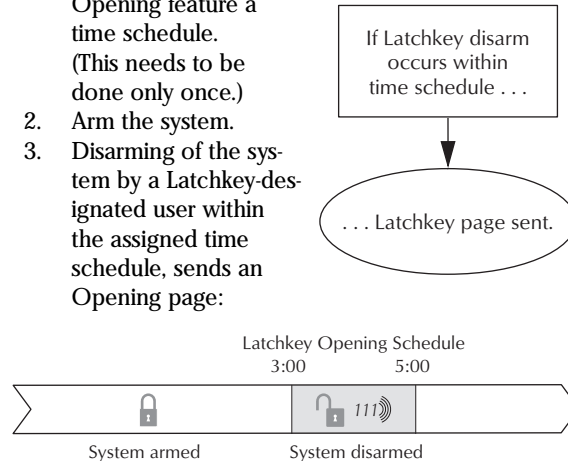 Opening feature a
time schedule.
(This needs to be
done only once.)
2. Arm the system.
3. Disarming of the sys-
tem by a Latchkey-des-
ignated user within
the assigned time
schedule, sends an
Opening page:
If Latchkey disarm
occurs within
time schedule . . .
. . . Latchkey page sent.
Latchkey Opening Schedule
3:00 5:00
111
System armed System disarmed